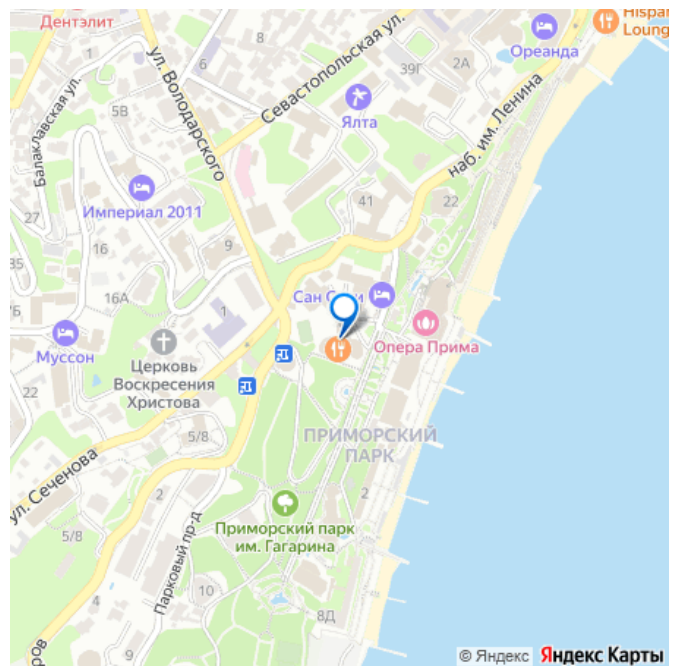 Дентэлит
8
Hispan
Loung
Ореанда
2А
39Г
6
1
Севастопольская ул.
ул. Володарского
Балаклавская ул.
5В
Ялта
наб. им. Ленина
Империал 2011
27
16
9
41
22
35
7Б
16А
1
Сан
и
Опера Прима
Муссон
Церковь
Воскресения
Христова
5/8
ПРИМОРСКИЙ
ПАРК
ул. Сеченова
2
2
5/8
Приморский парк
им. Гагарина
Парковый пр-д
10
4
8Д
9
ров
© Яндекс Яндекс Карты